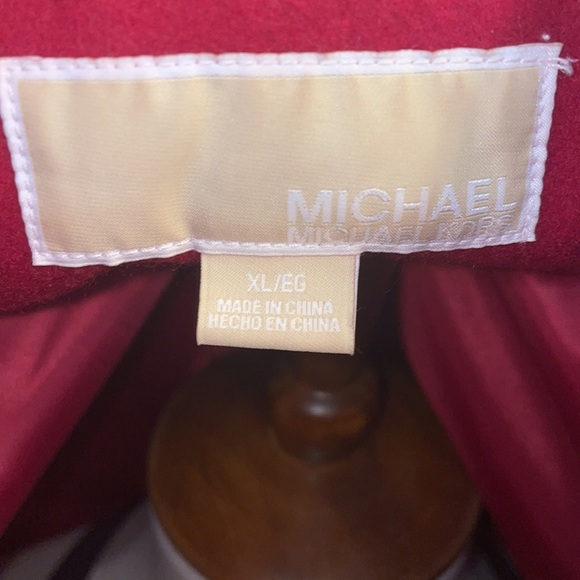 MICHAEL
MICHAEL KORS
XL/EG
MADE IN CHINA
HECHO EN CHINA